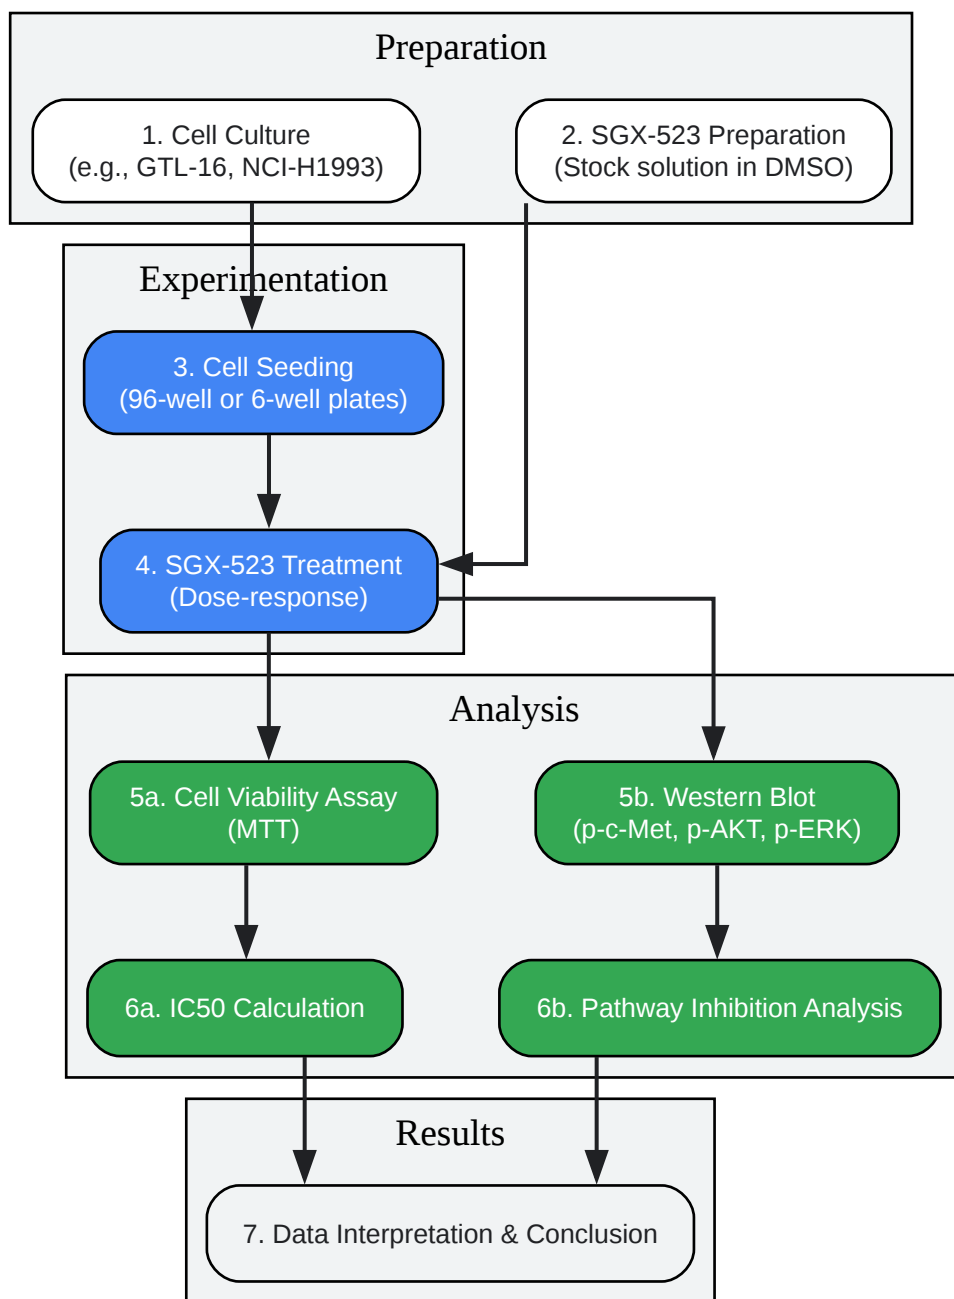 Preparation
1. Cell Culture
(e.g., GTL-16, NCI-H1993)
2. SGX-523 Preparation
(Stock solution in DMSO)
Experimentation
3. Cell Seeding
(96-well or 6-well plates)
4. SGX-523 Treatment
(Dose-response)
Analysis
5a. Cell Viability Assay
(MTT)
5b. Western Blot
(p-c-Met, p-AKT, p-ERK)
6a. IC50 Calculation
6b. Pathway Inhibition Analysis
Results
7. Data Interpretation & Conclusion